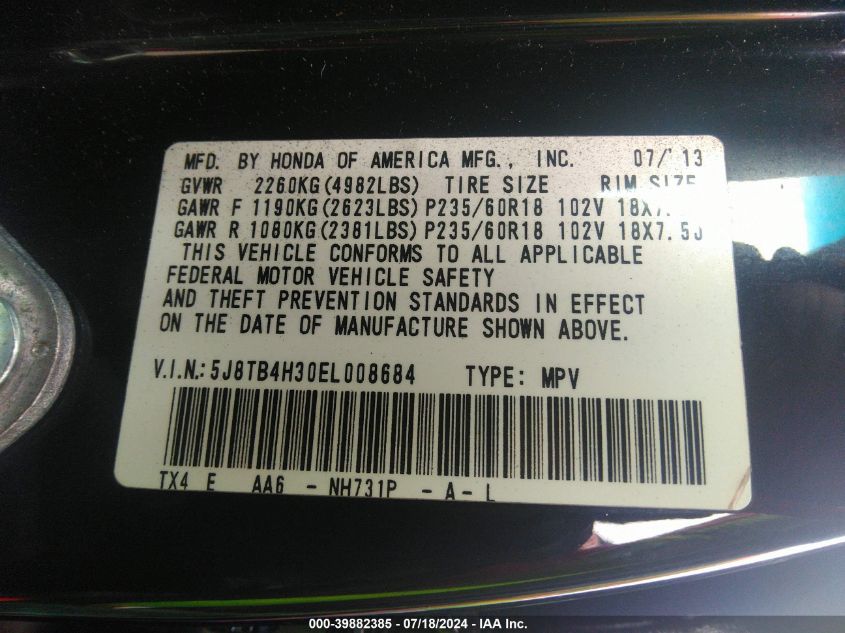 MFD. BY HONDA OF AMERICA MFG., INC. 07/'13
GVWR 2260KG(4982LBS) TIRE SIZE RIM SIZE
GAWR F 1190KG(2623LBS) P235/60R18 102V 18X7.
GAWR R 1080KG(2381LBS) P235/60R18 102V 18X7.5J
THIS VEHICLE CONFORMS TO ALL APPLICABLE
FEDERAL MOTOR VEHICLE SAFETY
AND THEFT PREVENTION STANDARDS IN EFFECT
ON THE DATE OF MANUFACTURE SHOWN ABOVE.
V.I.N.: 5J8TB4H30EL008684 TYPE: MPV
TX4 E AA6 - NH731P - A - L
000-39882385 - 07/18/2024 - IAA Inc.